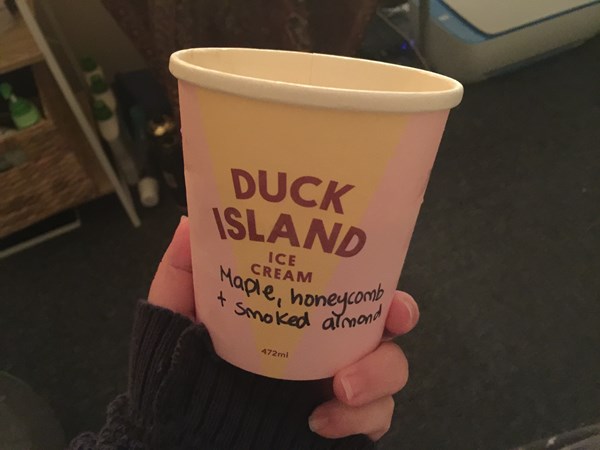 DUCK
ISLAND
ICE
CREAM
Maple, honeycomb
+ smoked almond
472ml